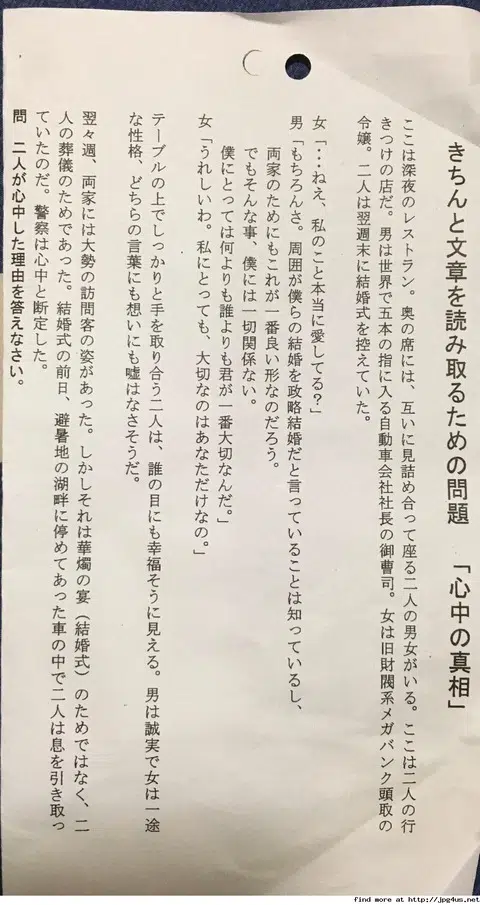 きちんと文章を読み取るための問題　「心中の真相」
ここは深夜のレストラン。奥の席には、互いに見詰め合って座る二人の男女がいる。ここは二人の行
きつけの店だ。男は世界で五本の指に入る自動車会社社長の御曹司。女は旧財閥系メガバンク頭取の
令嬢。二人は翌週末に結婚式を控えていた。
女「・・・ねえ、私のこと本当に愛してる？」
男「もちろんさ。周囲が僕らの結婚を政略結婚だと言っていることは知っているし、
両家のためにもこれが一番良い形なのだろう。
でもそんな事、僕には一切関係ない。
僕にとっては何よりも誰よりも君が一番大切なんだ。」
女「うれしいわ。私にとっても、大切なのはあなただけなの。」
テーブルの上でしっかりと手を取り合う二人は、誰の目にも幸福そうに見える。男は誠実で女は一途
な性格、どちらの言葉にも想いにも嘘はなさそうだ。
翌々週、両家には大勢の訪問客の姿があった。しかしそれは華燭の宴（結婚式）のためではなく、二
人の葬儀のためであった。結婚式の前日、避暑地の湖畔に停めてあった車の中で二人は息を引き取っ
ていたのだ。警察は心中と断定した。
問　二人が心中した理由を答えなさい。
find more at http://jpg4us.net/